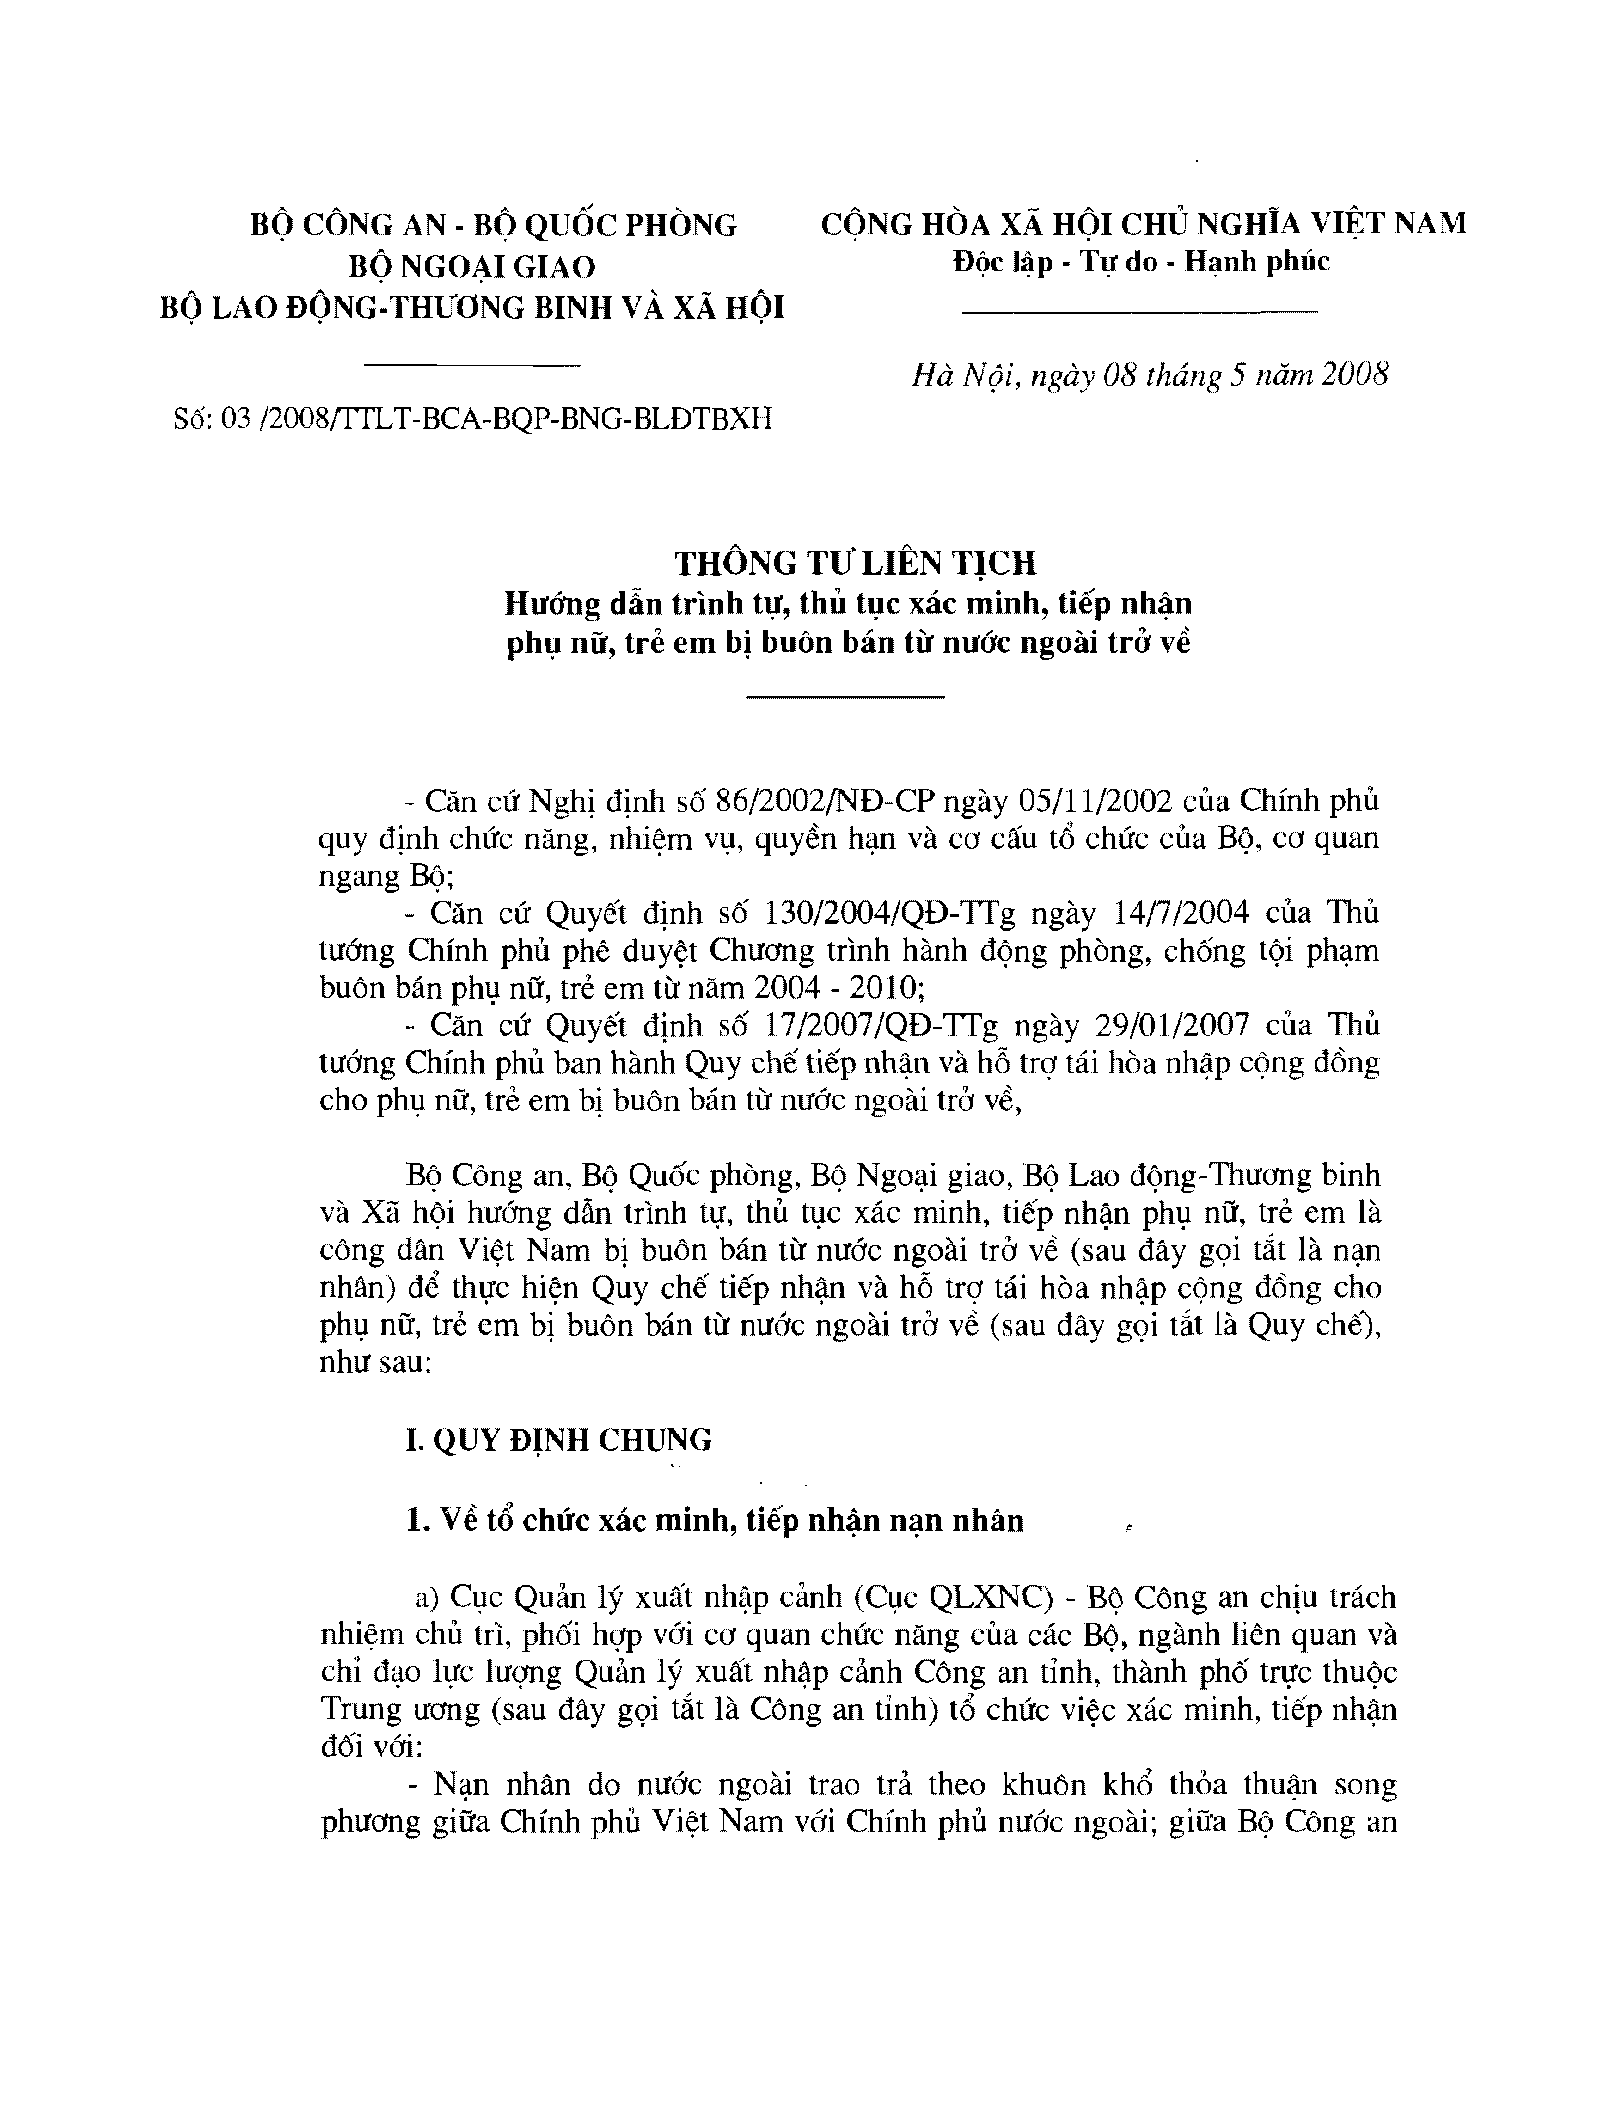 BỘ CÔNG AN - BỘ QUỐC PHÒNG
BỘ NGOẠI GIAO
BỘ LAO ĐỘNG-THƯƠNG BINH VÀ XÃ HỘI
Số: 03 /2008/TTLT-BCA-BQP-BNG-BLĐTBXH
CỘNG HÒA XÃ HỘI CHỦ NGHĨA VIỆT NAM
Độc lập - Tự do - Hạnh phúc
Hà Nội, ngày 08 tháng 5 năm 2008
THÔNG TƯ LIÊN TỊCH
Hướng dẫn trình tự, thủ tục xác minh, tiếp nhận
phụ nữ, trẻ em bị buôn bán từ nước ngoài trở về
- Căn cứ Nghị định số 86/2002/NĐ-CP ngày 05/11/2002 của Chính phủ
quy định chức năng, nhiệm vụ, quyền hạn và cơ cấu tổ chức của Bộ, cơ quan
ngang Bộ;
- Căn cứ Quyết định số 130/2004/QĐ-TTg ngày 14/7/2004 của Thủ
tướng Chính phủ phê duyệt Chương trình hành động phòng, chống tội phạm
buôn bán phụ nữ, trẻ em từ năm 2004 - 2010;
- Căn cứ Quyết định số 17/2007/QĐ-TTg ngày 29/01/2007 của Thủ
tướng Chính phủ ban hành Quy chế tiếp nhận và hỗ trợ tái hòa nhập cộng đồng
cho phụ nữ, trẻ em bị buôn bán từ nước ngoài trở về,
Bộ Công an, Bộ Quốc phòng, Bộ Ngoại giao, Bộ Lao động-Thương binh
và Xã hội hướng dẫn trình tự, thủ tục xác minh, tiếp nhận phụ nữ, trẻ em là
công dân Việt Nam bị buôn bán từ nước ngoài trở về (sau đây gọi tắt là nạn
nhân) để thực hiện Quy chế tiếp nhận và hỗ trợ tái hòa nhập cộng đồng cho
phụ nữ, trẻ em bị buôn bán từ nước ngoài trở về (sau đây gọi tắt là Quy chế),
như sau:
I. QUY ĐỊNH CHUNG
1. Về tổ chức xác minh, tiếp nhận nạn nhân
a) Cục Quản lý xuất nhập cảnh (Cục QLXNC) - Bộ Công an chịu trách
nhiệm chủ trì, phối hợp với cơ quan chức năng của các Bộ, ngành liên quan và
chỉ đạo lực lượng Quản lý xuất nhập cảnh Công an tỉnh, thành phố trực thuộc
Trung ương (sau đây gọi tắt là Công an tỉnh) tổ chức việc xác minh, tiếp nhận
đối với:
- Nạn nhân do nước ngoài trao trả theo khuôn khổ thỏa thuận song
phương giữa Chính phủ Việt Nam với Chính phủ nước ngoài; giữa Bộ Công an